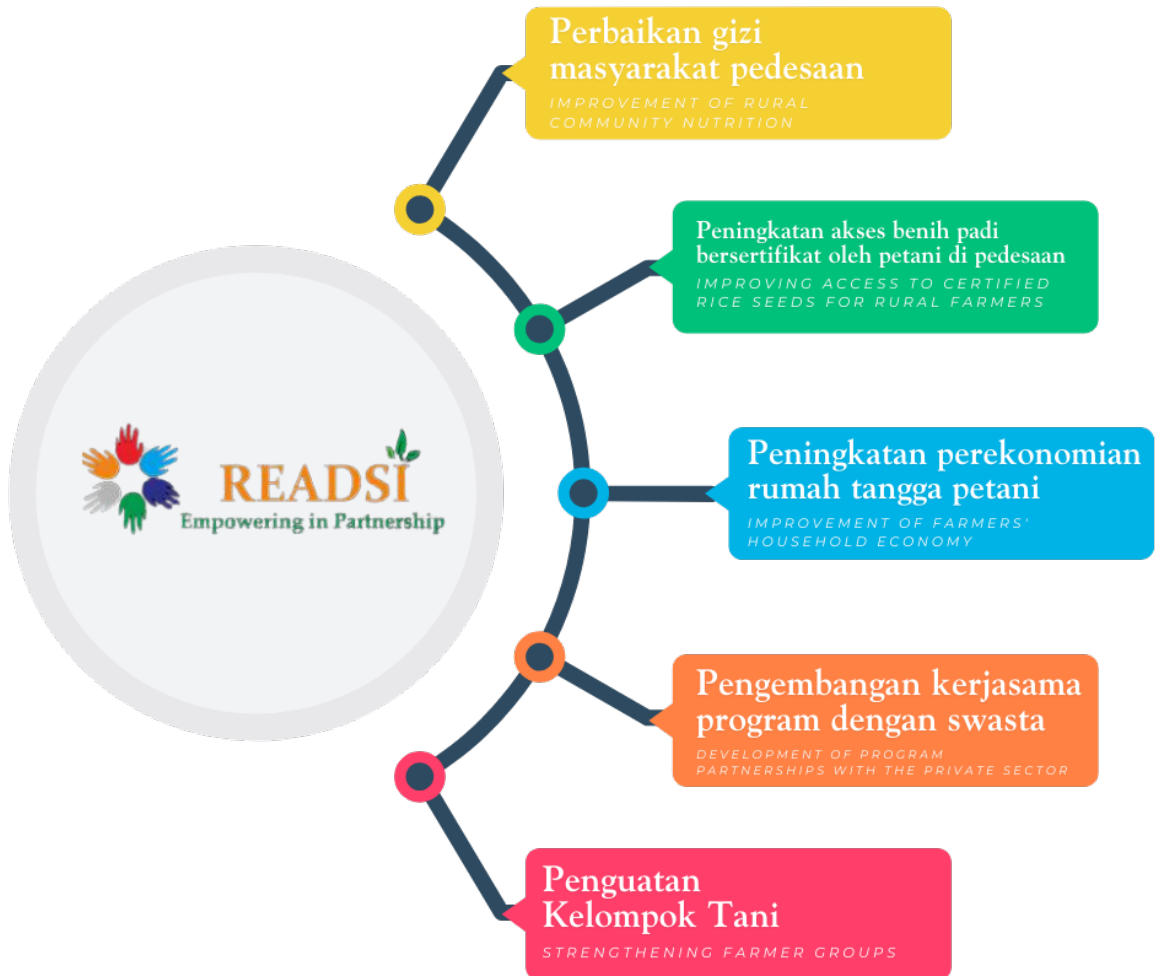 Perbaikan gizi
masyarakat pedesaan
IMPROVEMENT OF RURAL
COMMUNITY NUTRITION
Peningkatan akses benih padi
bersertifikat oleh petani di pedesaan
IMPROVING ACCESS TO CERTIFIED
RICE SEEDS FOR RURAL FARMERS
READSI
Empowering in Partnership
Peningkatan perekonomian
rumah tangga petani
IMPROVEMENT OF FARMERS'
HOUSEHOLD ECONOMY
Pengembangan kerjasama
program dengan swasta
DEVELOPMENT OF PROGRAM
PARTNERSHIPS WITH THE PRIVATE SECTOR
Penguatan
Kelompok Tani
STRENGTHENING FARMER GROUPS